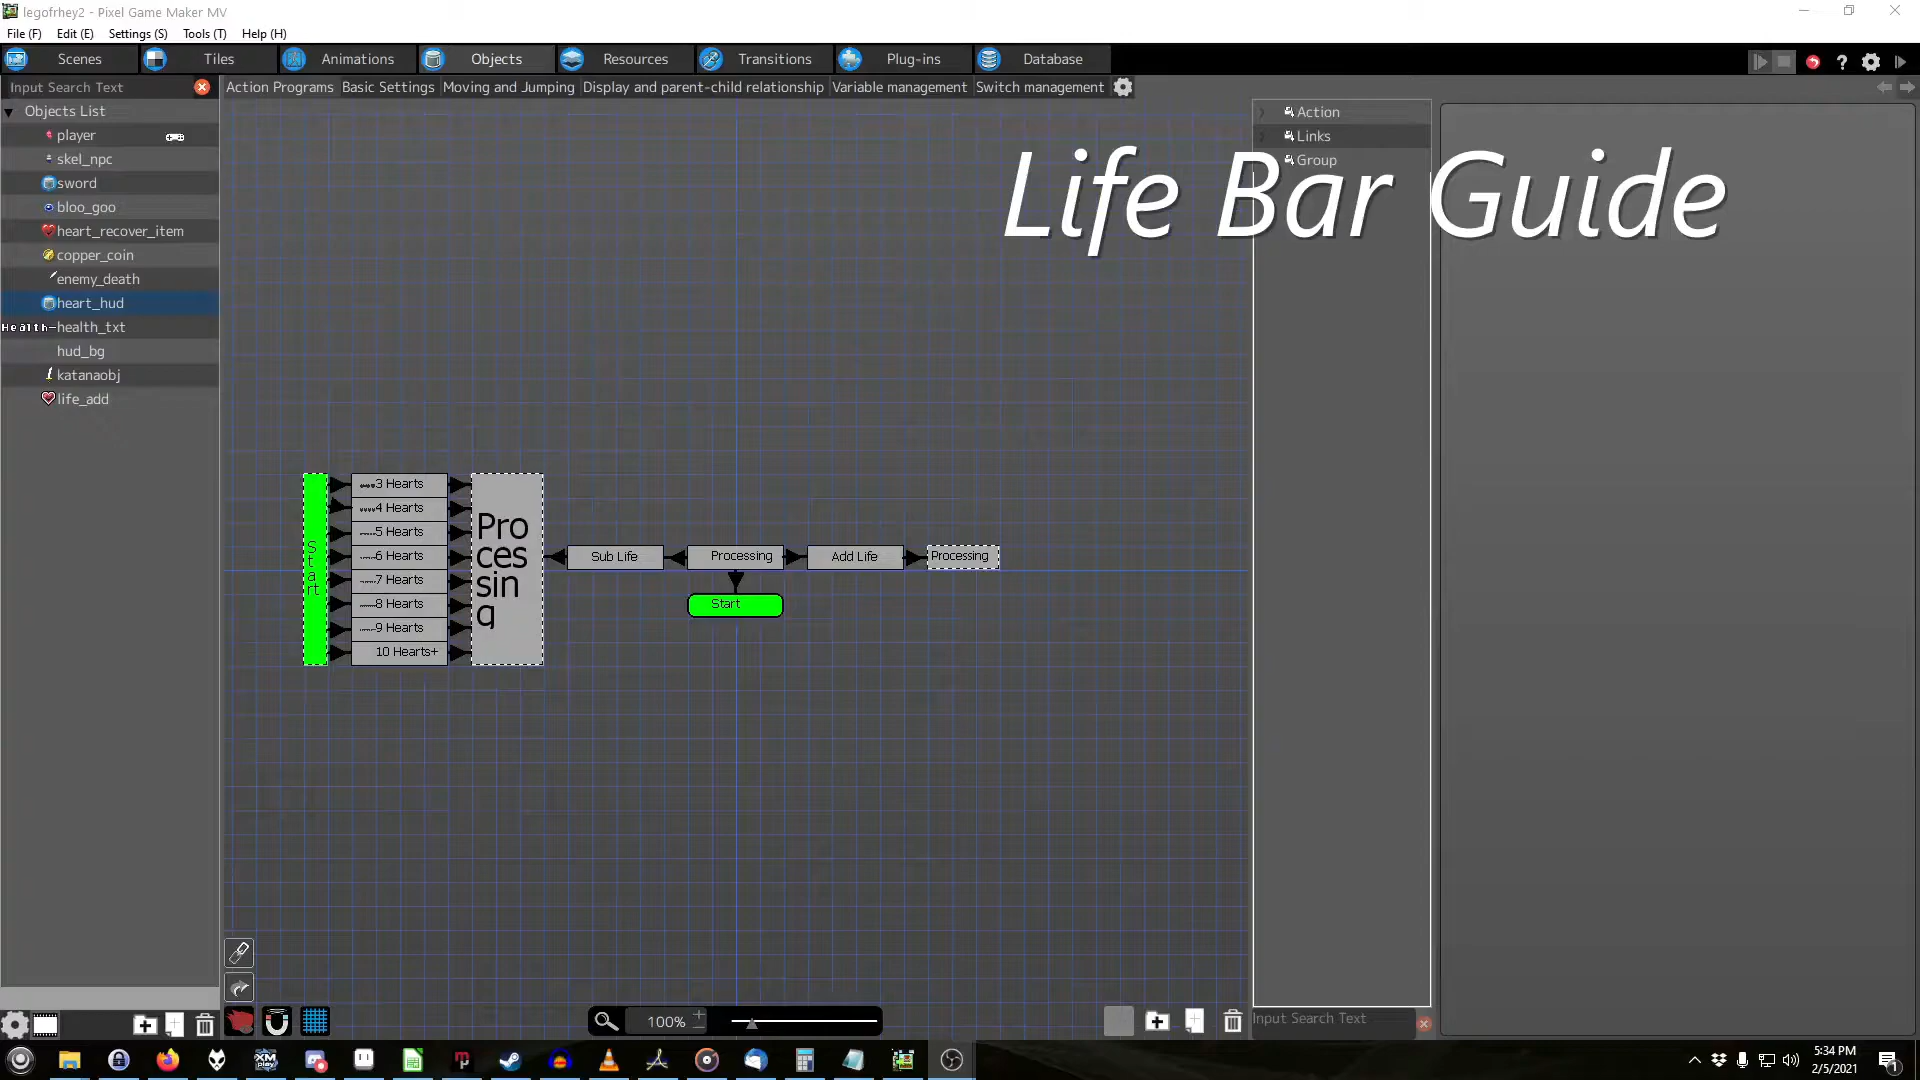 legofrhey2 - Pixel Game Maker MV
File (F) Edit (E) Settings (S) Tools (T) Help (H)
Scenes Tiles Animations Objects Resources Transitions Plug-ins Database
Input Search Text
Action Programs Basic Settings Moving and Jumping Display and parent-child relationship Variable management Switch management
Objects List
player
skel_npc
sword
bloo_goo
heart_recover_item
copper_coin
enemy_death
heart_hud
Health-health_txt
hud_bg
katanaobj
life_add
Action
Links
Group
Life Bar Guide
Start
3 Hearts
4 Hearts
5 Hearts
6 Hearts
7 Hearts
8 Hearts
9 Hearts
10 Hearts+
Pro
ces
sin
g
Sub Life
Processing
Add Life
Processing
Start
100%
Input Search Text
XM
play
5:34 PM
2/5/2021
1